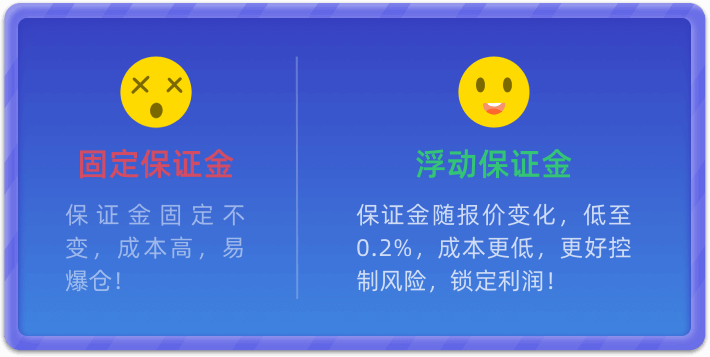 固定保证金
保证金固定不
变，成本高，易
爆仓！
浮动保证金
保证金随报价变化，低至
0.2%，成本更低，更好控
制风险，锁定利润！